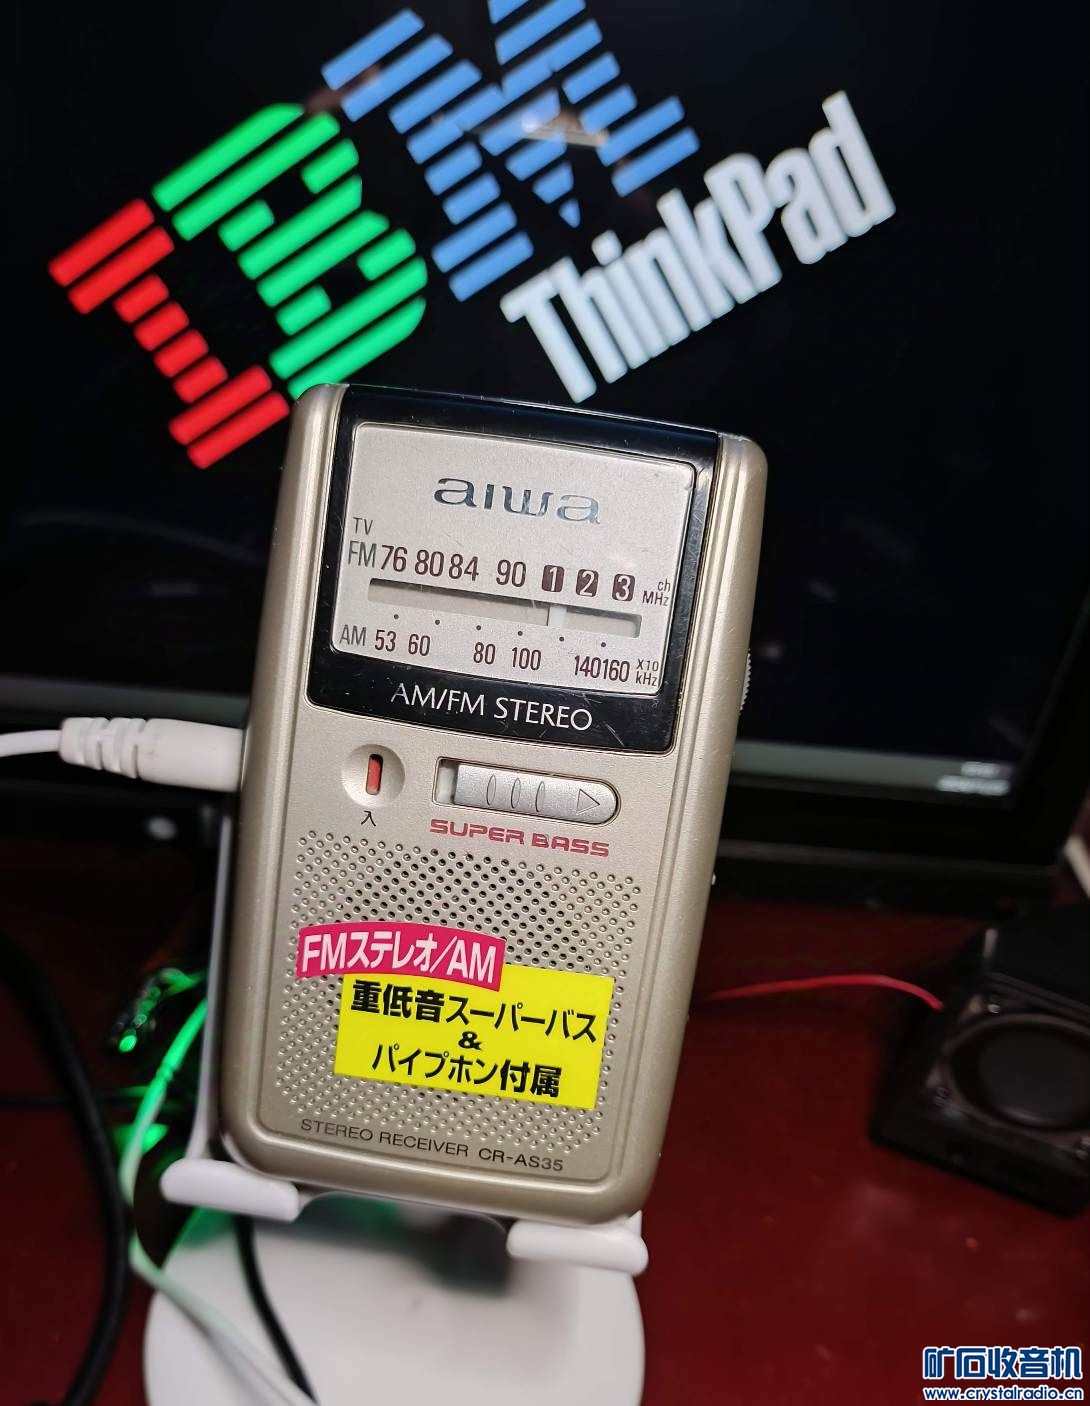 IBM
ThinkPad
aiwa
TV
FM 76 80 84 90 1 2 3 ch MHz
AM 53 60 80 100 140 160 X10 kHz
AM/FM STEREO
入
SUPER BASS
FMステレオ/AM
重低音スーパーバス
&
パイプホン付属
STEREO RECEIVER CR-AS35
矿石收音机
www.crystalradio.cn